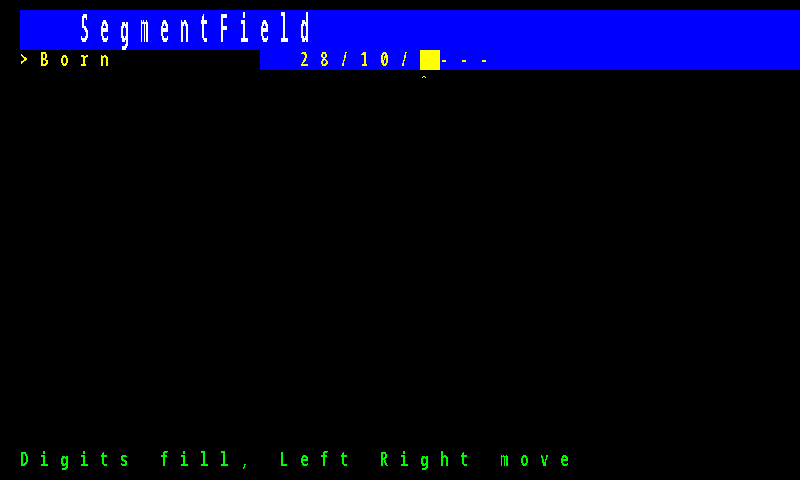 SegmentField
>Born 28/10/----
^
Digits fill, Left Right move